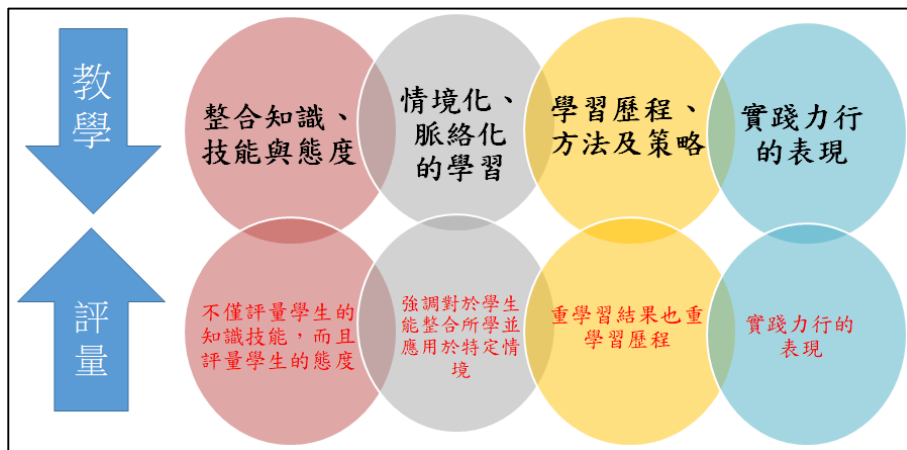 教學
整合知識、
技能與態度
情境化、
脈絡化
的學習
學習歷程、
方法及策略
實踐力行
的表現
評量
不僅評量學生的
知識技能，而且
評量學生的態度
強調對於學生
能整合所學並
應用於特定情
境
重學習結果也重
學習歷程
實踐力行的
表現